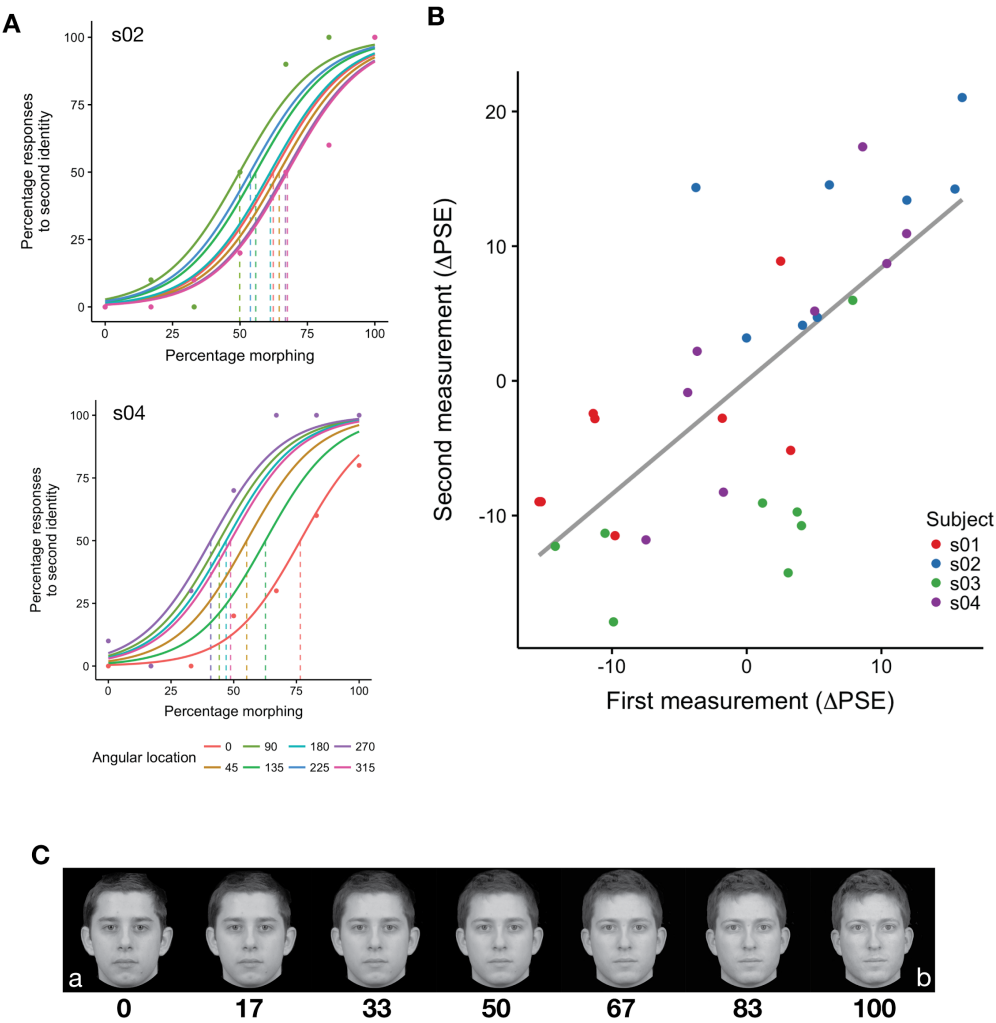 A
s02
100
75
50
25
0
Percentage responses
to second identity
0 25 50 75 100
Percentage morphing
s04
100
75
50
25
0
Percentage responses
to second identity
0 25 50 75 100
Percentage morphing
Angular location
0 90 180 270
45 135 225 315
B
20
10
0
-10
Second measurement (ΔPSE)
-10 0 10
First measurement (ΔPSE)
Subject
s01
s02
s03
s04
C
a b
0 17 33 50 67 83 100